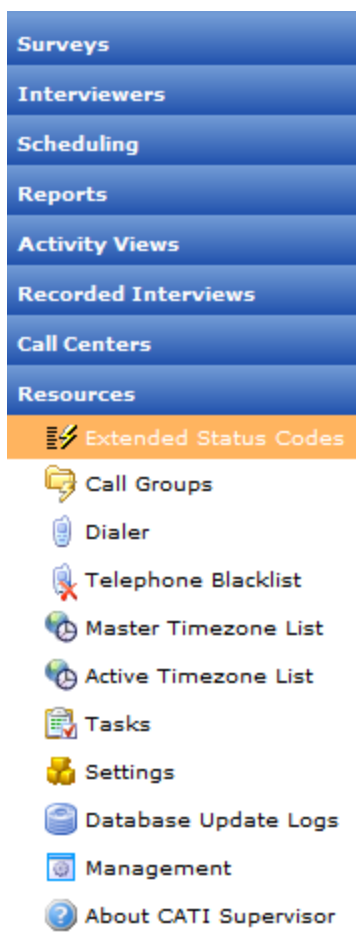 Surveys
Interviewers
Scheduling
Reports
Activity Views
Recorded Interviews
Call Centers
Resources
Extended Status Codes
Call Groups
Dialer
Telephone Blacklist
Master Timezone List
Active Timezone List
Tasks
Settings
Database Update Logs
Management
About CATI Supervisor